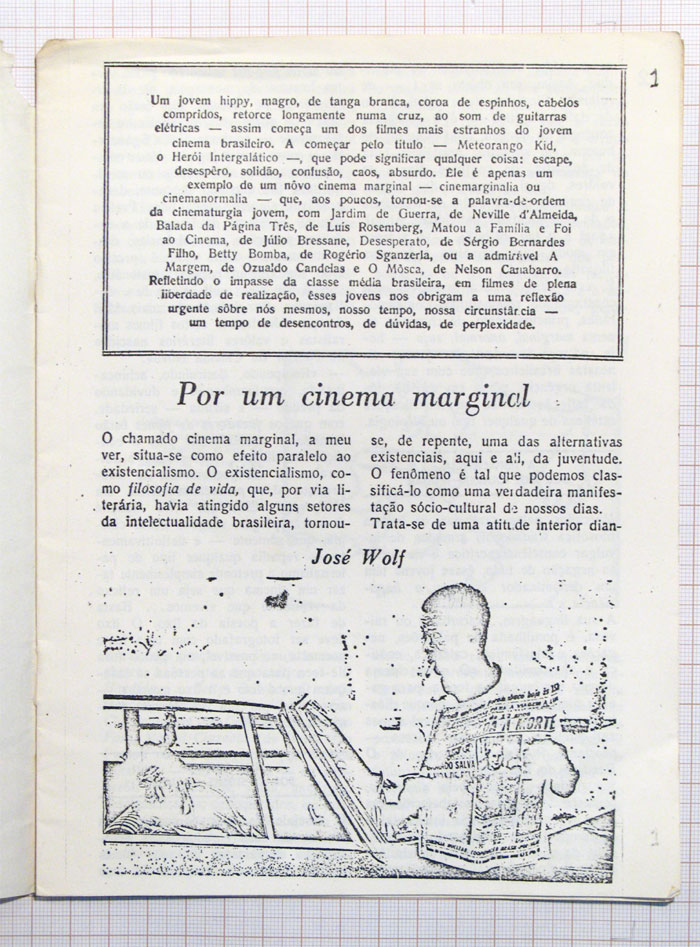 1
Um jovem hippy, magro, de tanga branca, coroa de espinhos, cabelos
compridos, retorce longamente numa cruz, ao som de guitarras
elétricas — assim começa um dos filmes mais estranhos do jovem
cinema brasileiro. A começar pelo título — Meteorango Kid,
o Herói Intergalático —, que pode significar qualquer coisa: escape,
desespêro, solidão, confusão, caos, absurdo. Êle é apenas um
exemplo de um nôvo cinema marginal — cinemarginalia ou
cinemanormalia — que, aos poucos, torna-se a palavra-de-ordem
da cinematurgia jovem, com Jardim de Guerra, de Neville d'Almeida,
Balada da Página Três, de Luis Rosemberg, Matou a Família e Foi
ao Cinema, de Júlio Bressane, Desesperato, de Sérgio Bernardes
Filho, Betty Bomba, de Rogério Sganzerla, ou a admirável A
Margem, de Ozualdo Candeias e O Môsca, de Nelson Canabarro.
Refletindo o impasse da classe média brasileira, em filmes de plena
liberdade de realização, êsses jovens nos obrigam a uma reflexão
urgente sôbre nós mesmos, nosso tempo, nossa circunstância —
um tempo de desencontros, de dúvidas, de perplexidade.
Por um cinema marginal
O chamado cinema marginal, a meu
ver, situa-se como efeito paralelo ao
existencialismo. O existencialismo, co-
mo filosofia de vida, que, por via li-
terária, havia atingido alguns setores
da intelectualidade brasileira, tornou-
se, de repente, uma das alternativas
existenciais, aqui e ali, da juventude.
O fenômeno é tal que podemos clas-
sificá-lo como uma verdadeira manifes-
tação sócio-cultural de nossos dias.
Trata-se de uma atitude interior dian-
José Wolf
A MORTE
SALVA